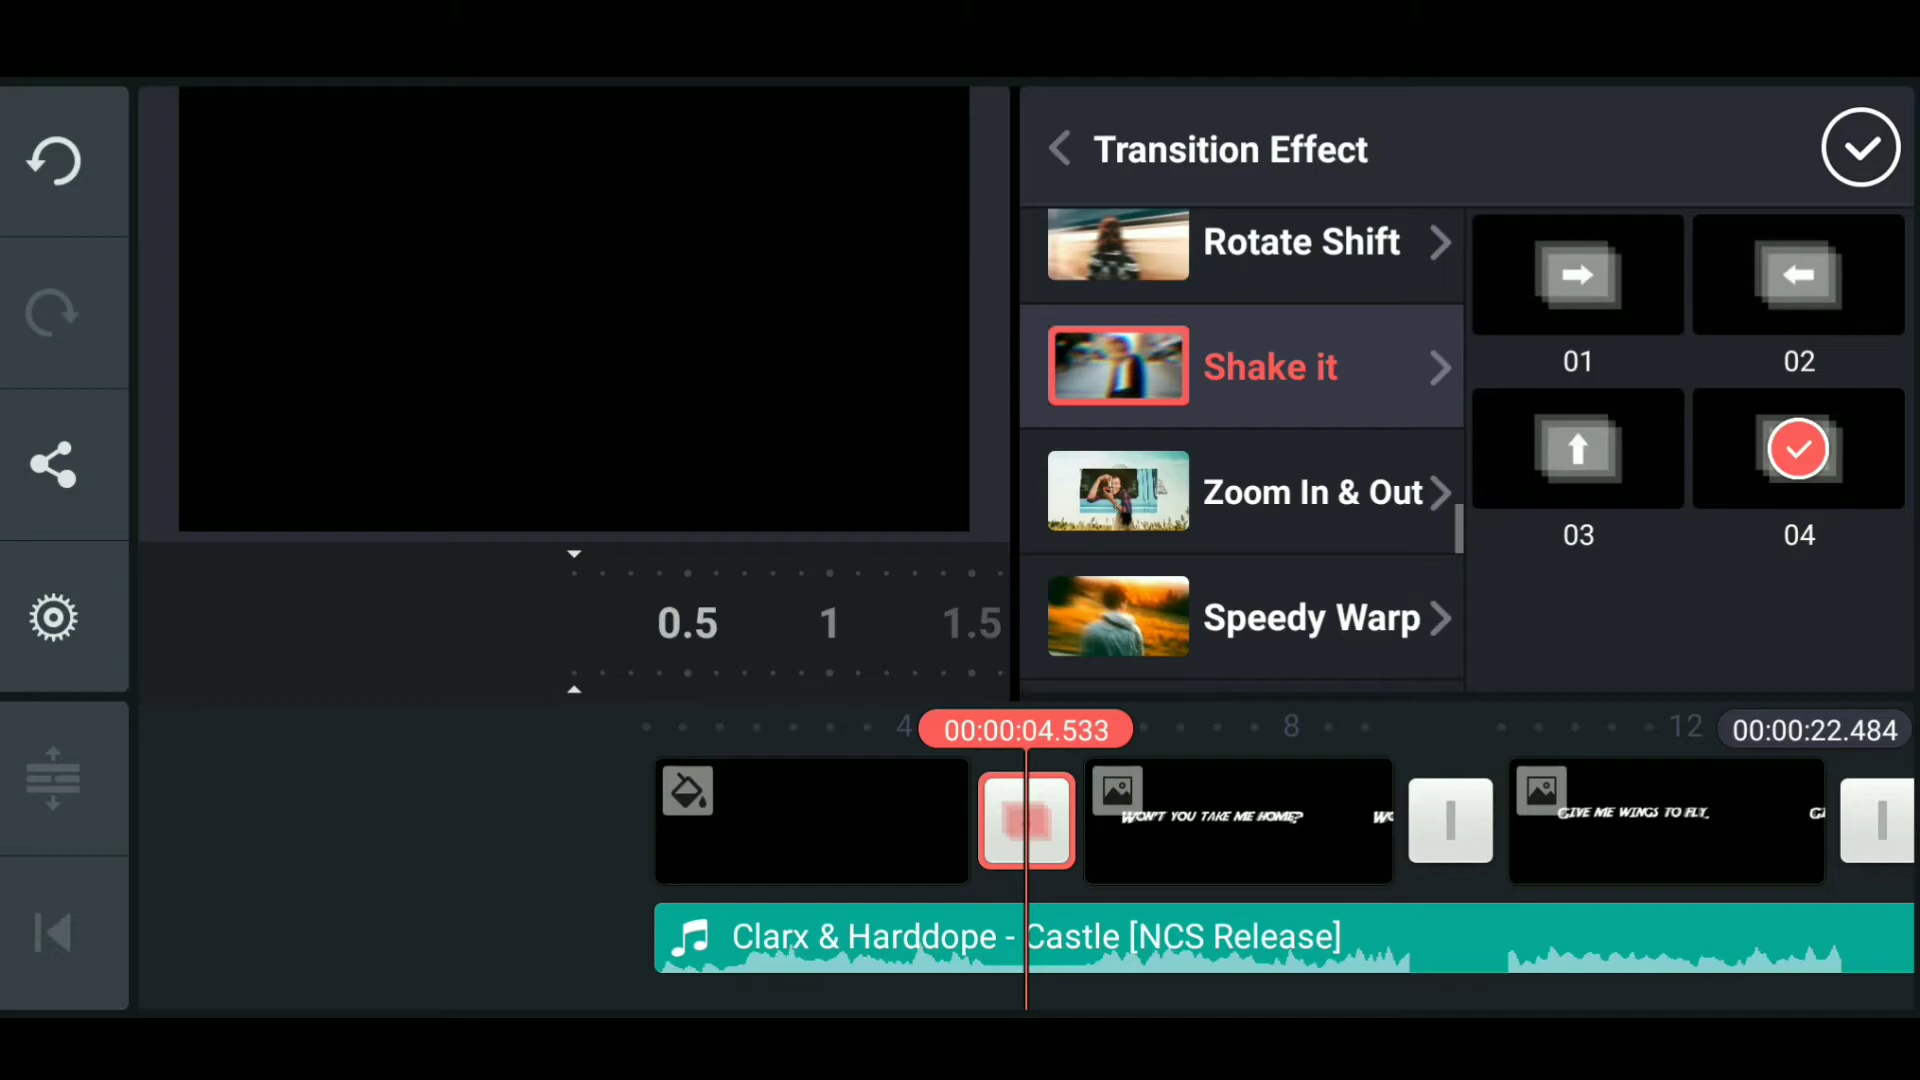 Transition Effect
Rotate Shift
Shake it
Zoom In & Out
Speedy Warp
01
02
03
04
0.5 1 1.5
4 00:00:04.533 8 12 00:00:22.484
WON'T YOU TAKE ME HOME?
GIVE ME WINGS TO FLY.
Clarx & Harddope - Castle [NCS Release]